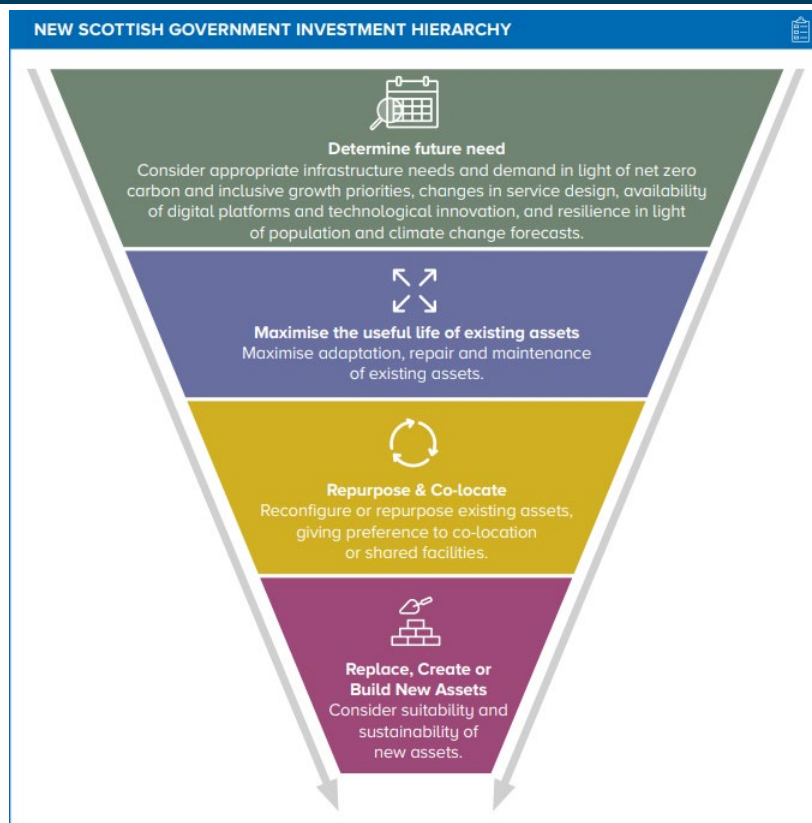 NEW SCOTTISH GOVERNMENT INVESTMENT HIERARCHY
Determine future need
Consider appropriate infrastructure needs and demand in light of net zero
carbon and inclusive growth priorities, changes in service design, availability
of digital platforms and technological innovation, and resilience in light
of population and climate change forecasts.
Maximise the useful life of existing assets
Maximise adaptation, repair and maintenance
of existing assets.
Repurpose & Co-locate
Reconfigure or repurpose existing assets,
giving preference to co-location
or shared facilities.
Replace, Create or
Build New Assets
Consider suitability and
sustainability of
new assets.